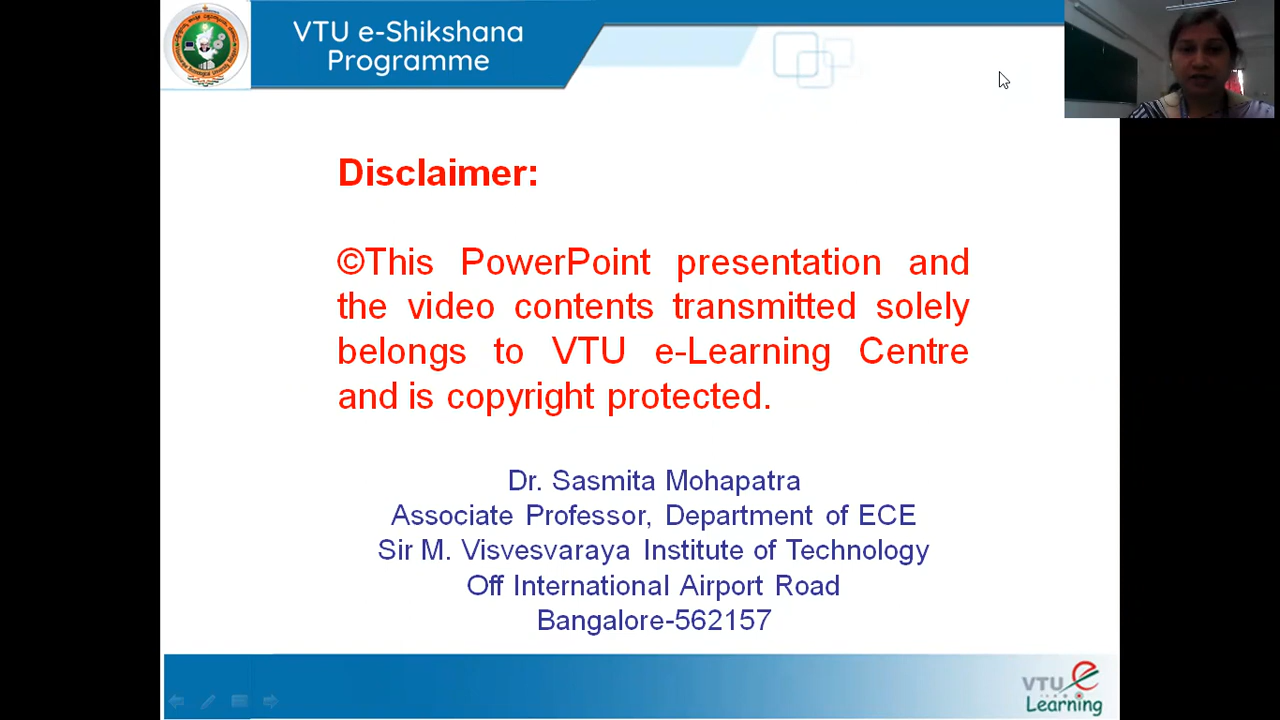 VTU e-Shikshana
Programme
Disclaimer:
©This PowerPoint presentation and
the video contents transmitted solely
belongs to VTU e-Learning Centre
and is copyright protected.
Dr. Sasmita Mohapatra
Associate Professor, Department of ECE
Sir M. Visvesvaraya Institute of Technology
Off International Airport Road
Bangalore-562157
VTU e
Learning